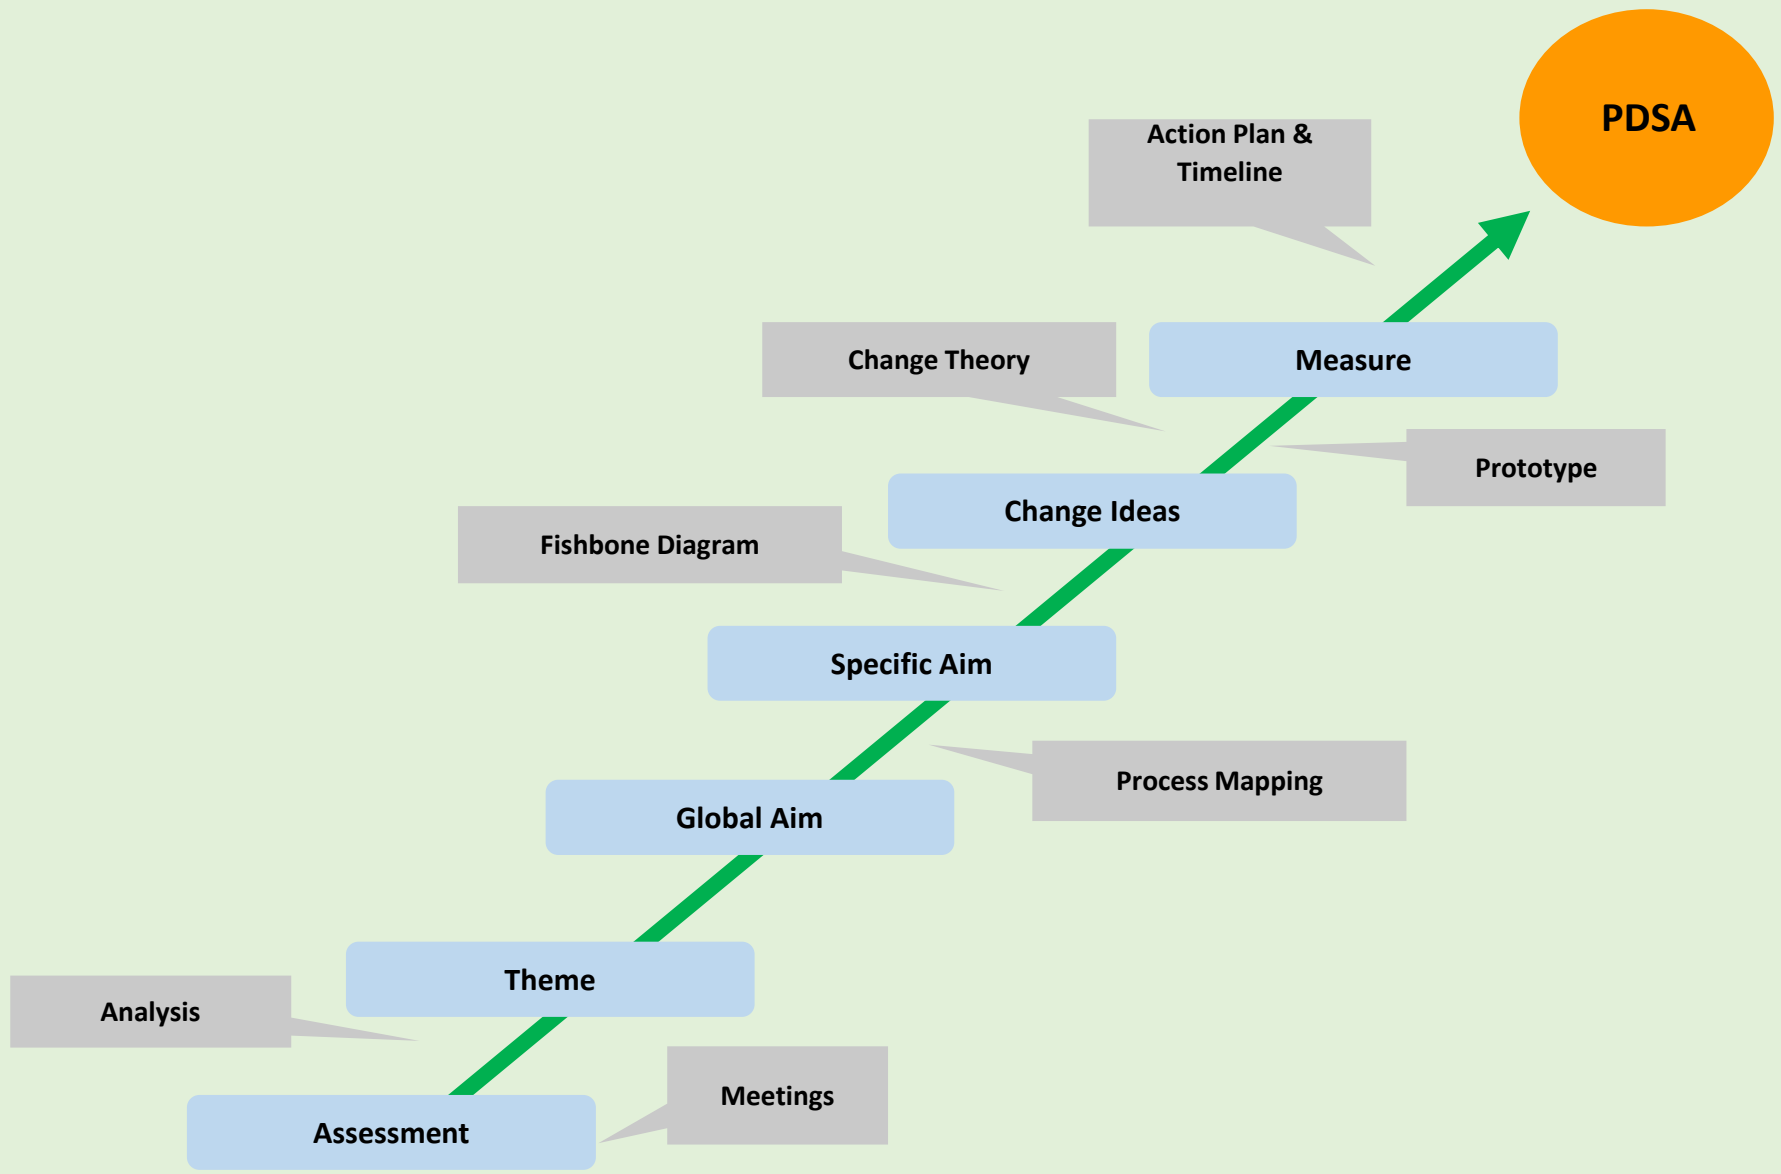 PDSA
Action Plan &
Timeline
Change Theory
Measure
Prototype
Change Ideas
Fishbone Diagram
Specific Aim
Process Mapping
Global Aim
Theme
Analysis
Meetings
Assessment